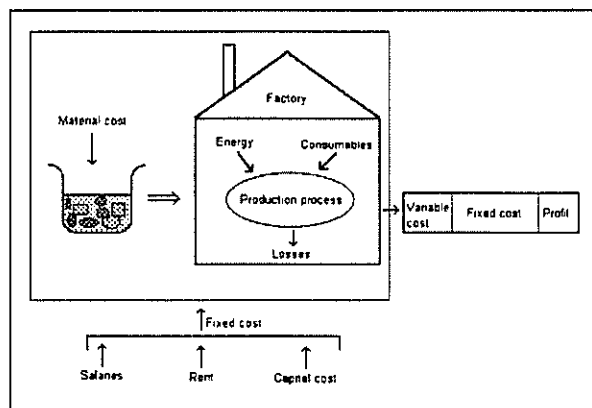 Factory
Material cost
Energy
Consumables
Production process
Losses
Variable cost
Fixed cost
Profit
Fixed cost
Salaries
Rent
Capital cost